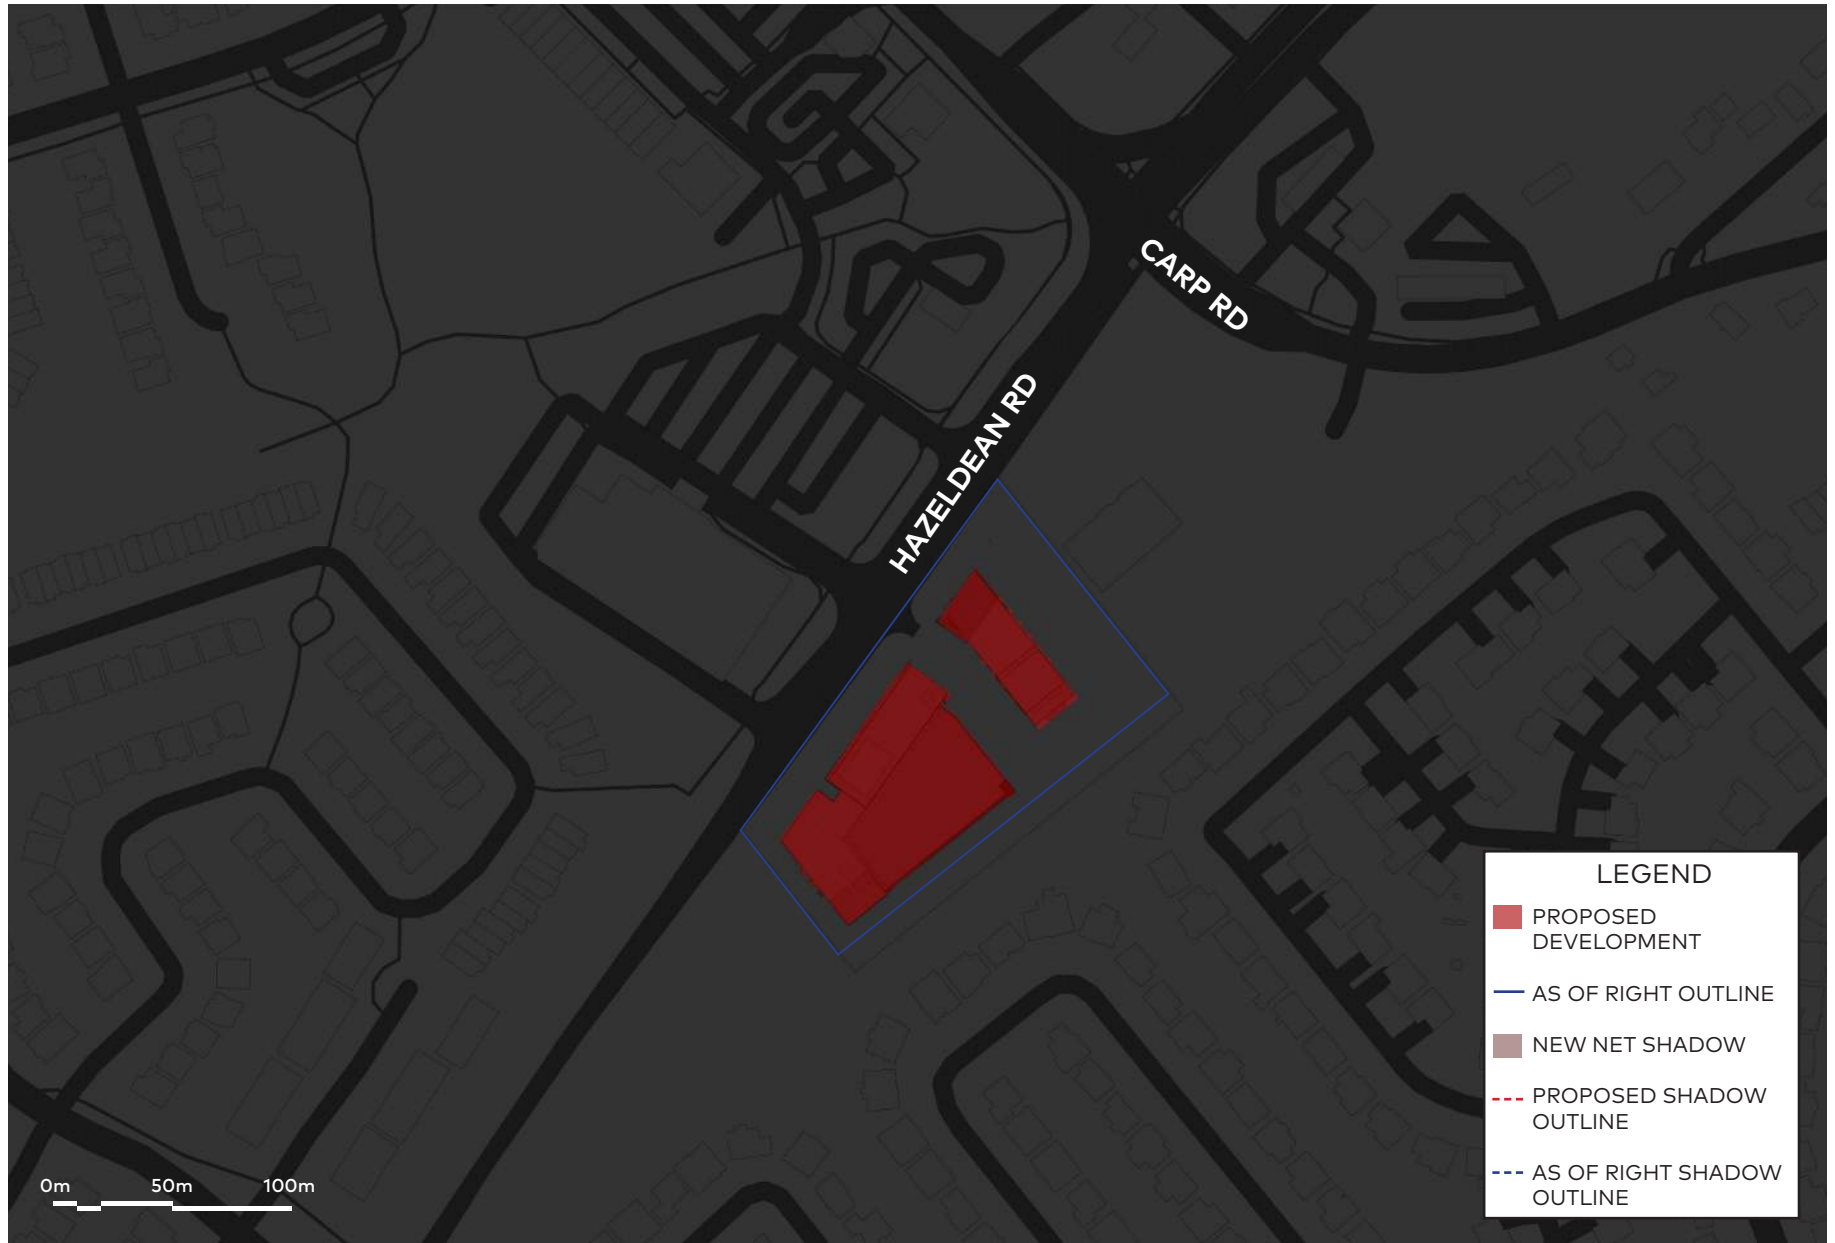 CARP RD
HAZELDEAN RD
LEGEND
PROPOSED
DEVELOPMENT
AS OF RIGHT OUTLINE
NEW NET SHADOW
PROPOSED SHADOW
OUTLINE
AS OF RIGHT SHADOW
OUTLINE
0m 50m 100m